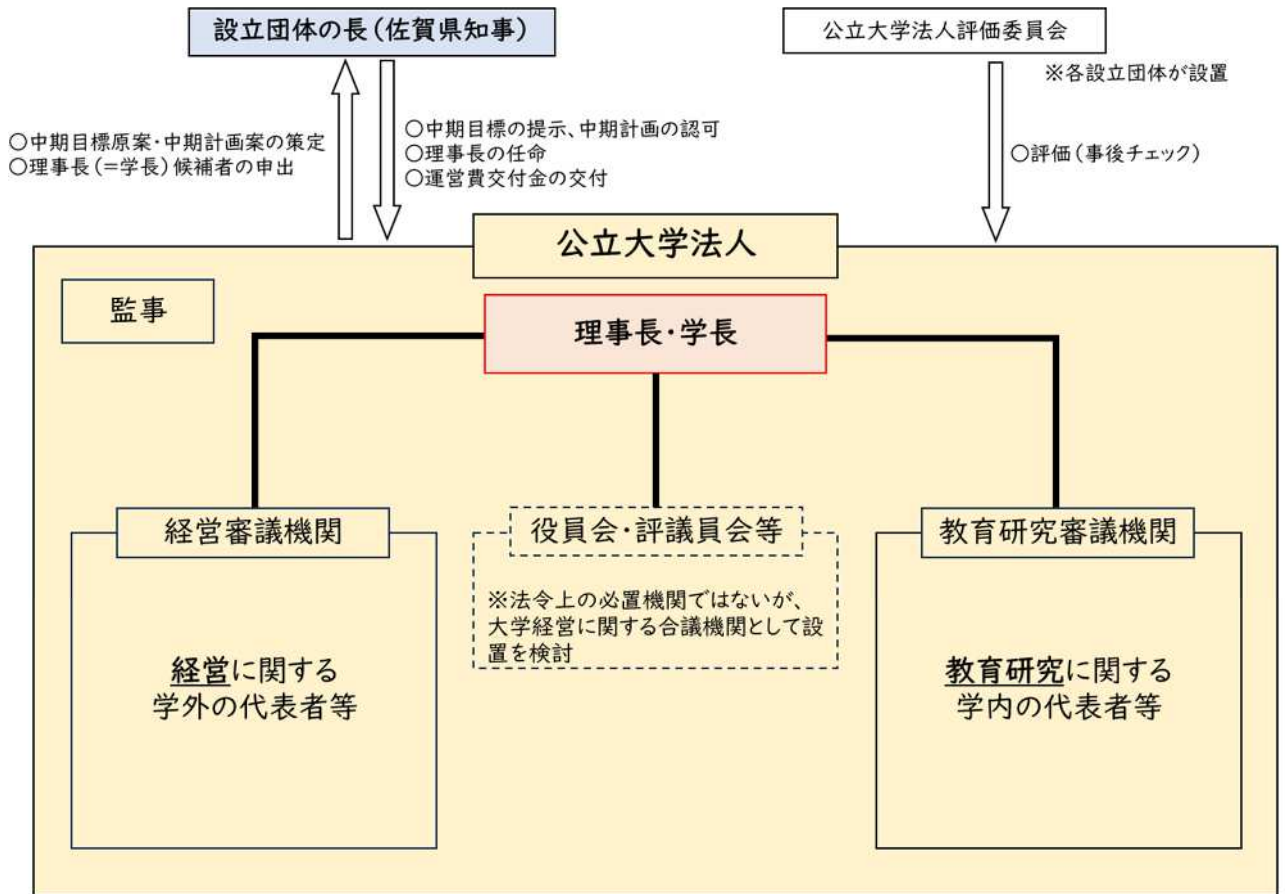 設立団体の長(佐賀県知事)
公立大学法人評価委員会
※各設立団体が設置
○中期目標原案・中期計画案の策定
○理事長(=学長)候補者の申出
○中期目標の提示、中期計画の認可
○理事長の任命
○運営費交付金の交付
○評価(事後チェック)
公立大学法人
監事
理事長・学長
経営審議機関
経営に関する
学外の代表者等
役員会・評議員会等
※法令上の必置機関ではないが、
大学経営に関する合議機関として設
置を検討
教育研究審議機関
教育研究に関する
学内の代表者等